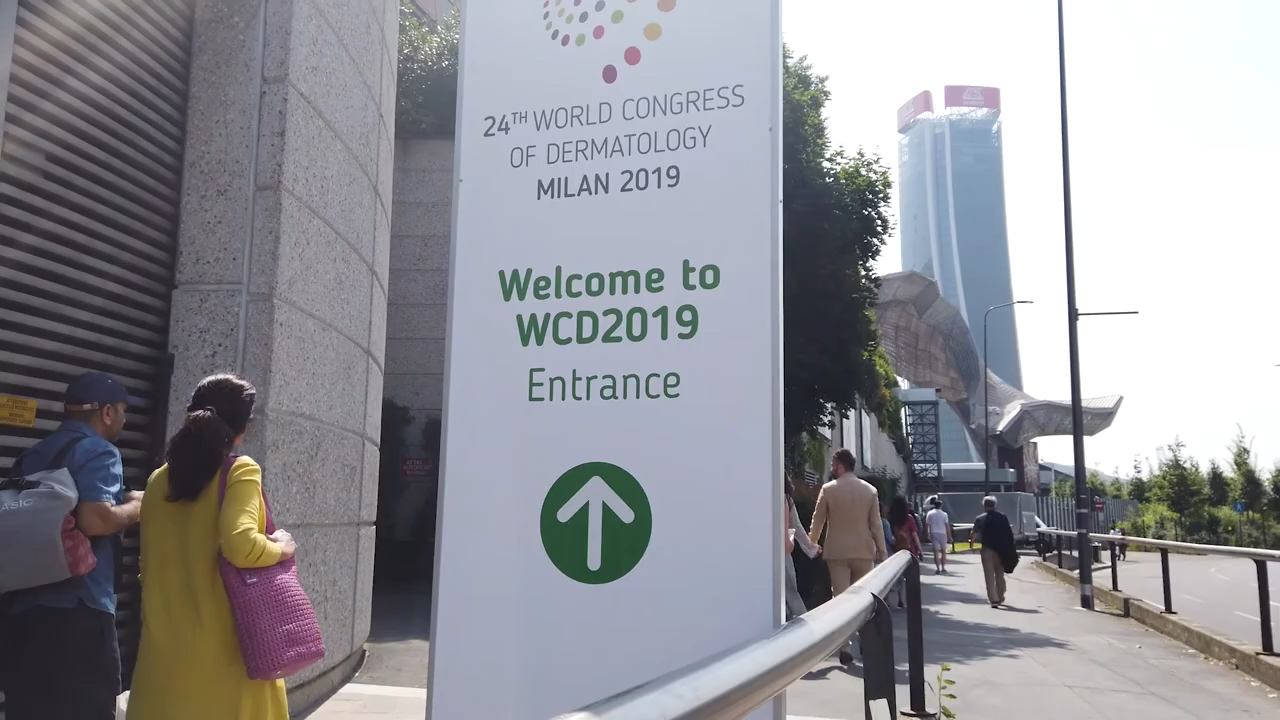 24TH WORLD CONGRESS
OF DERMATOLOGY
MILAN 2019
Welcome to
WCD2019
Entrance